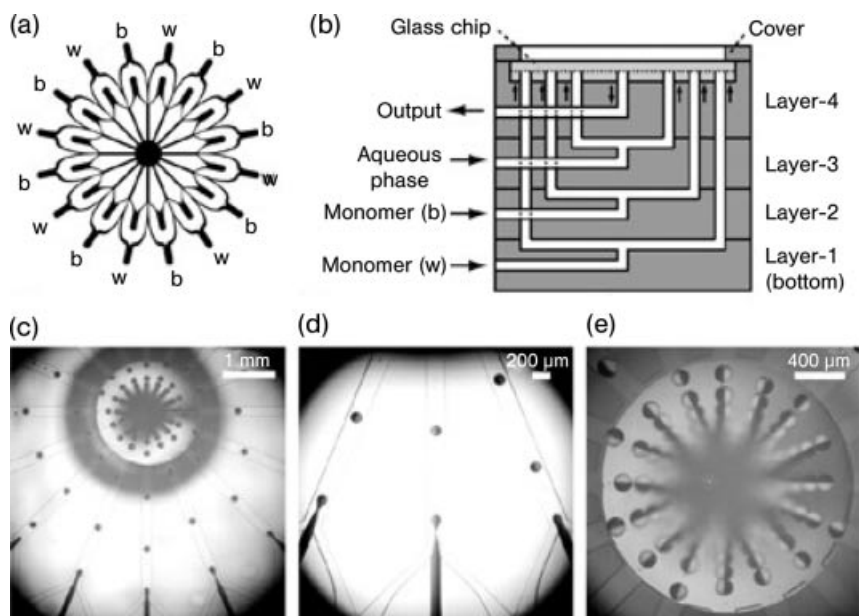 (a)
b w
w b
b w
w b
b w
w b
b w
w b
(b)
Glass chip
Cover
Output
Layer-4
Aqueous
phase
Layer-3
Monomer (b)
Layer-2
Monomer (w)
Layer-1
(bottom)
(c)
1 mm
(d)
200 μm
(e)
400 μm